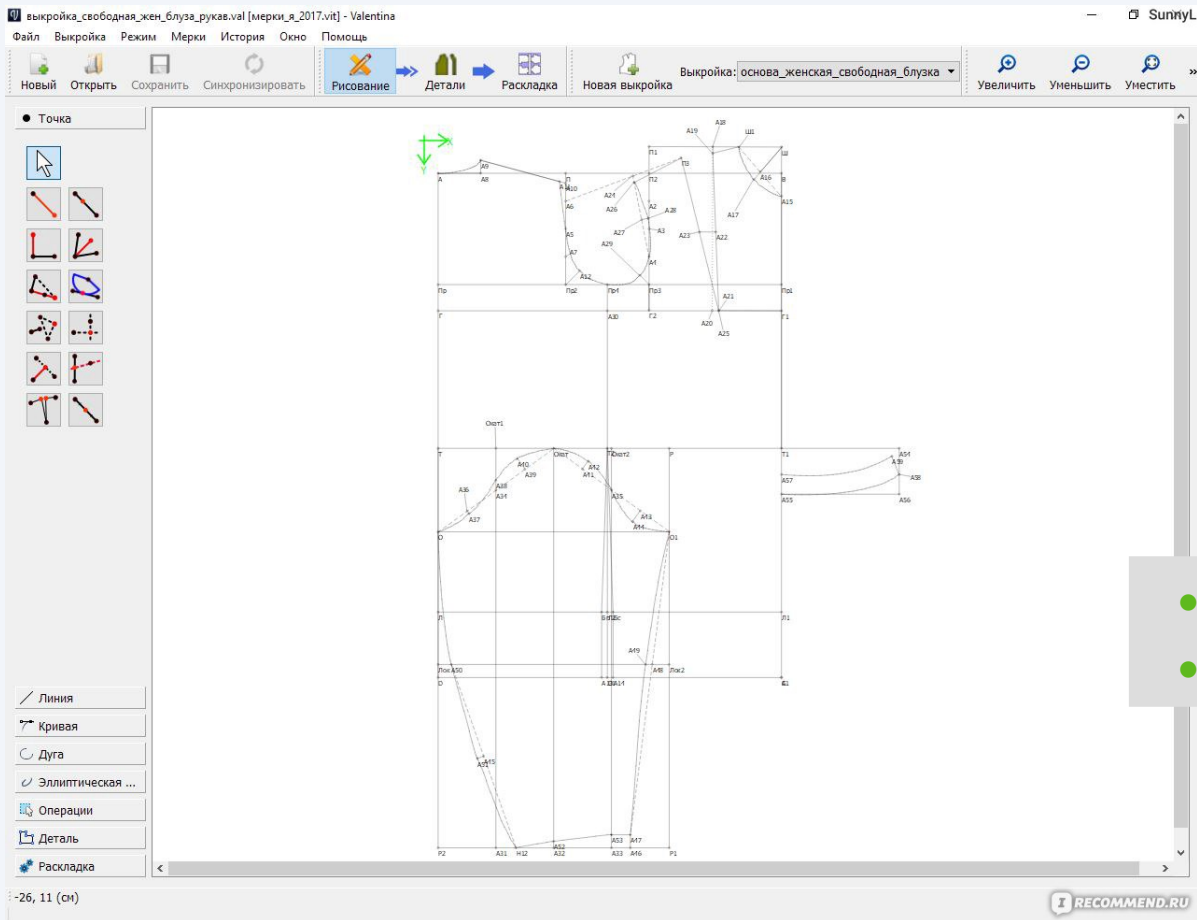 выкройка_свободная_жен_блуза_рукав.val [мерки_я_2017.vit] - Valentina
SunnyL
Файл Выкройка Режим Мерки История Окно Помощь
Новый Открыть Сохранить Синхронизировать Рисование Детали Раскладка Новая выкройка Выкройка: основа_женская_свободная_блузка Увеличить Уменьшить Уместить »
Точка
A18
A19 Ш1
П1 Ш
A9 П3
X
Y А A8 П П2 A16 В
A10 A24
A6 A26 A2 A28 A17 A15
A5 A27 A3 A23 A22
A29
A7 A4
A12
Пр Пр2 Пр4 Пр3 A21 Пр1
Г A30 Г2 A20 Г1
A25
Окат1
Т Окат Окат2 Р Т1 A54
A40 A42 A59
A39 A41 A58
A38 A57
A36 A34 A35 A55 A56
A37 A43
A44
О О1
Л Л1
A49
Лок A50 A48 Лок2
A14
A51 A45
A53 A47
A52
Р2 A31 Н12 A32 A33 A46 Р1
Линия
Кривая
Дуга
Эллиптическая ...
Операции
Деталь
Раскладка
-26, 11 (см)
I RECOMMEND.RU